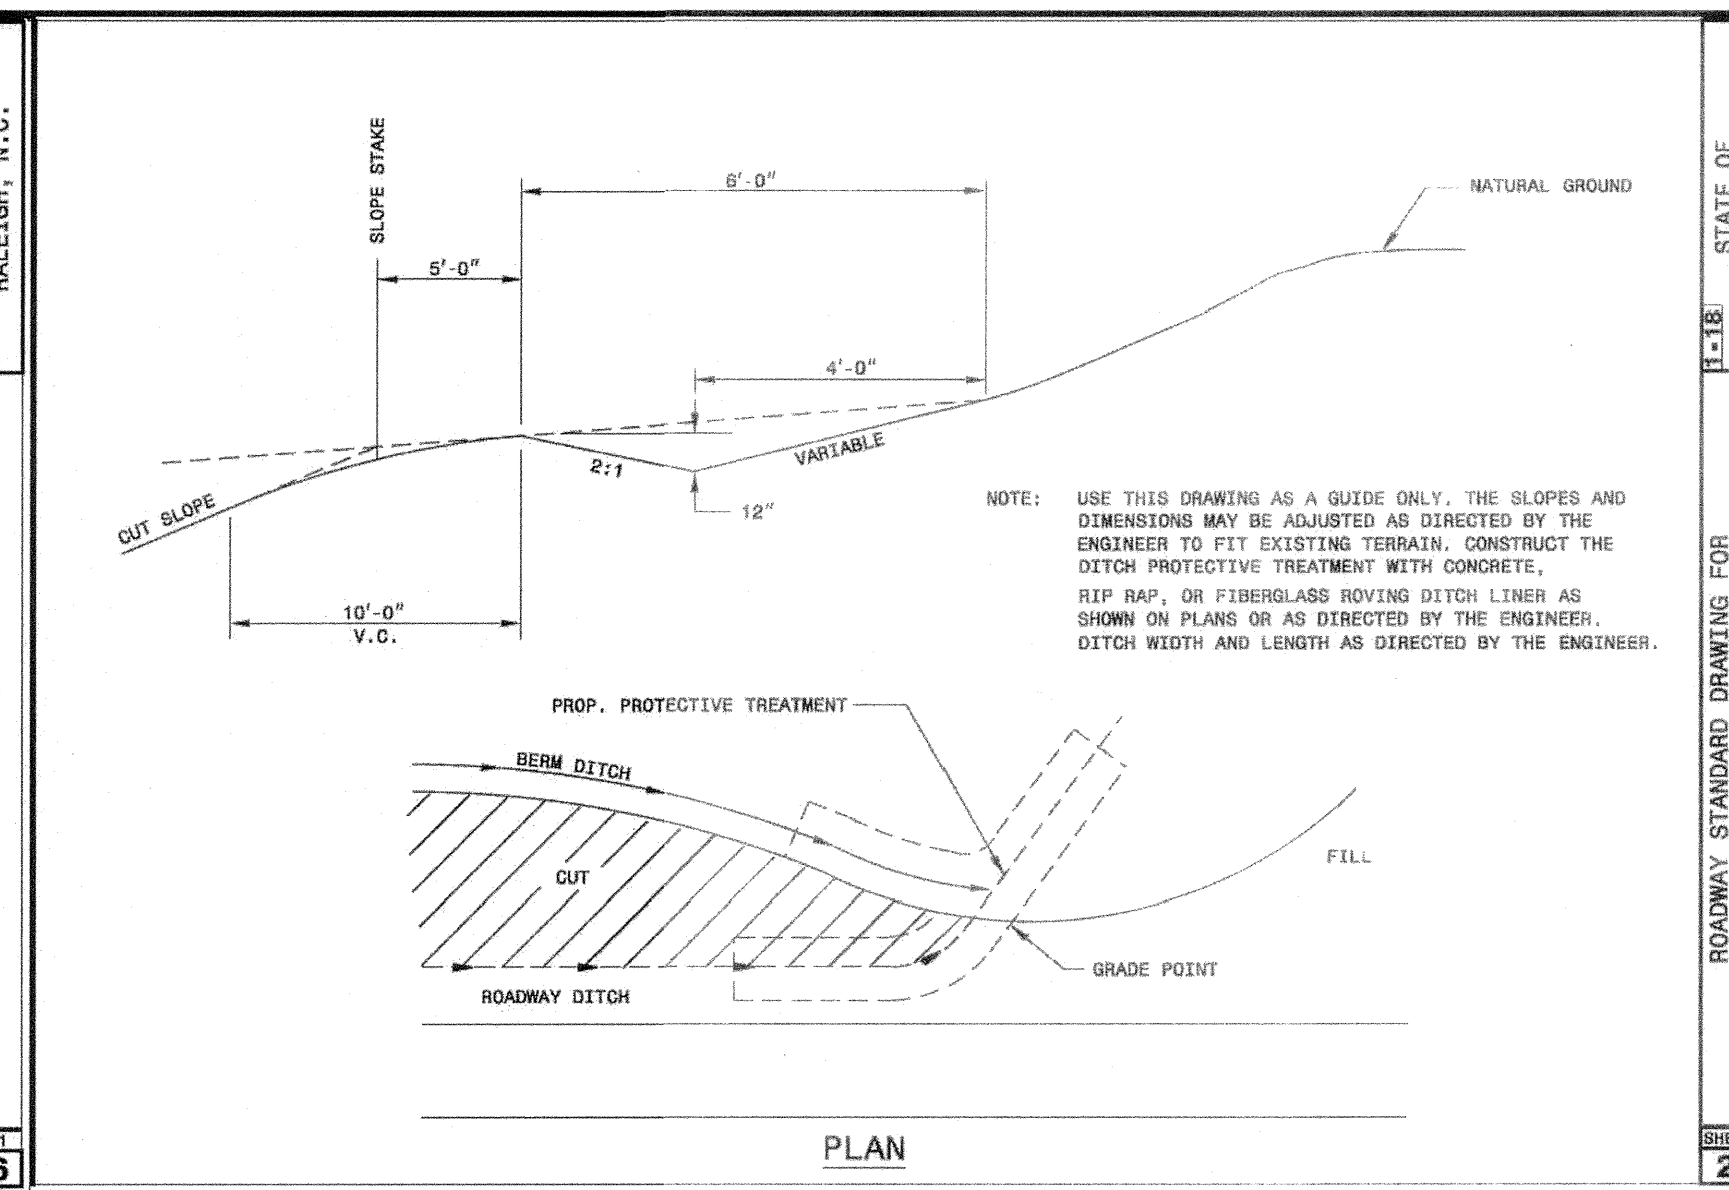 RALEIGH, N.C.
SLOPE STAKE
6'-0"
NATURAL GROUND
5'-0"
4'-0"
VARIABLE
2:1
12"
CUT SLOPE
10'-0"
V.C.
NOTE: USE THIS DRAWING AS A GUIDE ONLY. THE SLOPES AND
DIMENSIONS MAY BE ADJUSTED AS DIRECTED BY THE
ENGINEER TO FIT EXISTING TERRAIN. CONSTRUCT THE
DITCH PROTECTIVE TREATMENT WITH CONCRETE,
RIP RAP, OR FIBERGLASS ROVING DITCH LINER AS
SHOWN ON PLANS OR AS DIRECTED BY THE ENGINEER.
DITCH WIDTH AND LENGTH AS DIRECTED BY THE ENGINEER.
PROP. PROTECTIVE TREATMENT
BERM DITCH
CUT
FILL
GRADE POINT
ROADWAY DITCH
PLAN
STATE OF
1-18
ROADWAY STANDARD DRAWING FOR